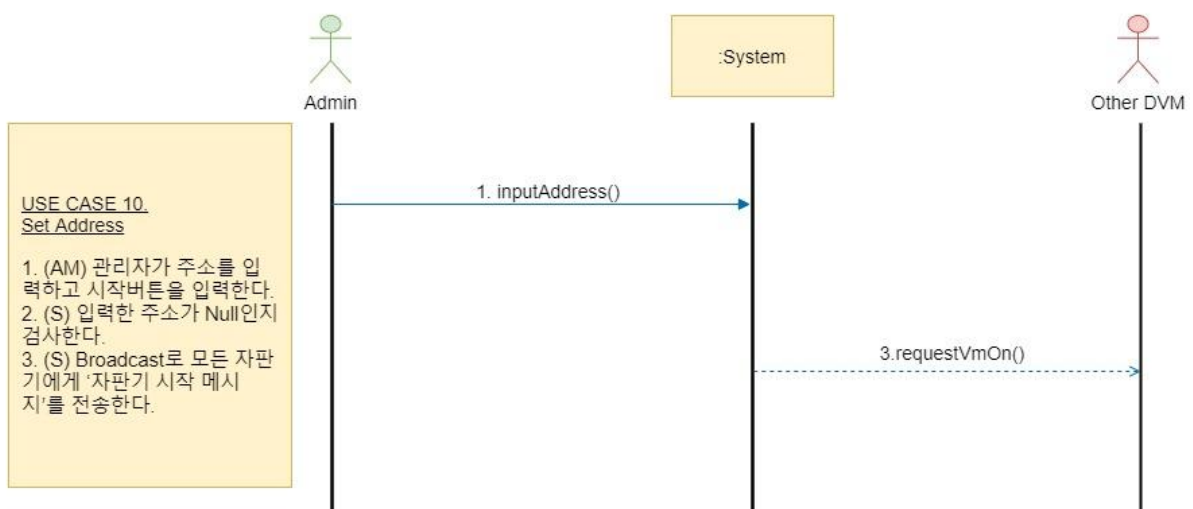 :System
Admin
Other DVM
USE CASE 10.
Set Address
1. (AM) 관리자가 주소를 입
력하고 시작버튼을 입력한다.
2. (S) 입력한 주소가 Null인지
검사한다.
3. (S) Broadcast로 모든 자판
기에게 ‘자판기 시작 메시
지’를 전송한다.
1. inputAddress()
3.requestVmOn()